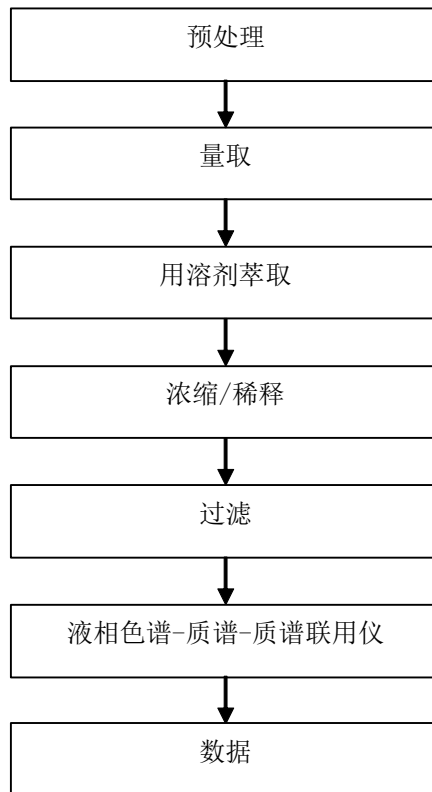 预处理
量取
用溶剂萃取
浓缩/稀释
过滤
液相色谱-质谱-质谱联用仪
数据